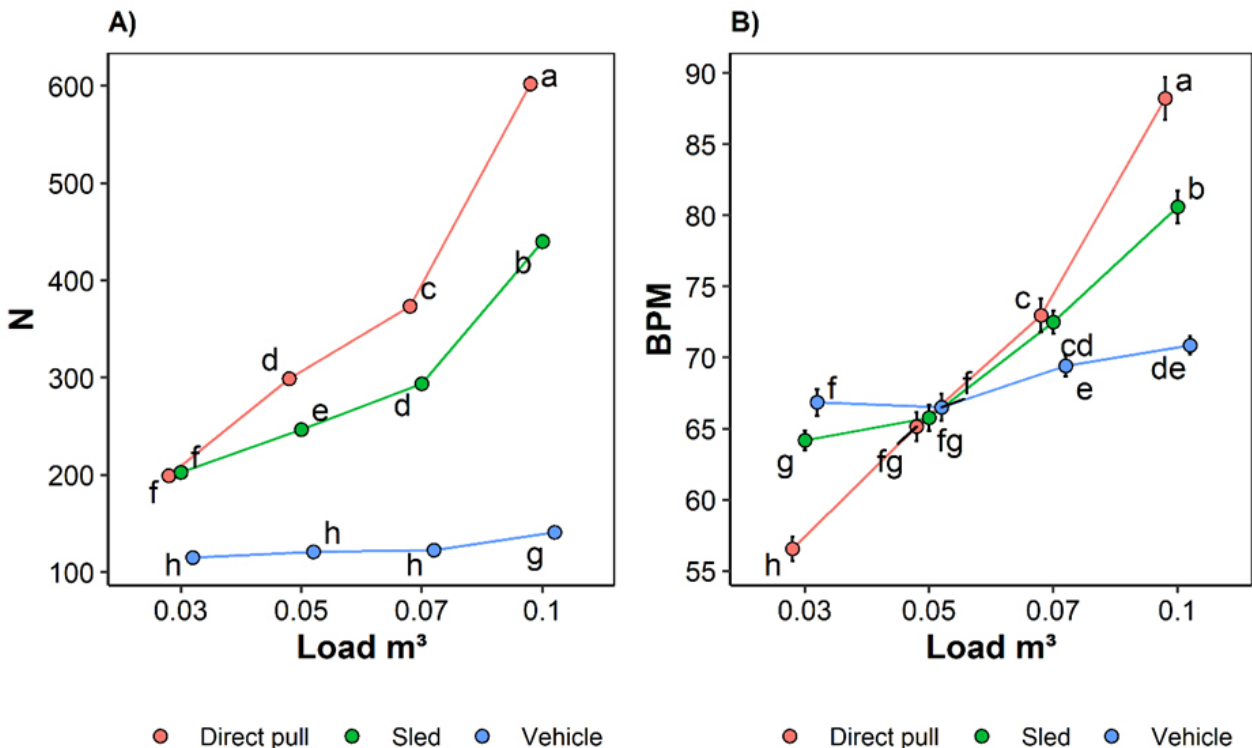 A)
600
500
400
300
200
100
N
a
b
c
d
d
e
f
f
h
h
h
g
0.03 0.05 0.07 0.1
Load m³
Direct pull Sled Vehicle
B)
90
85
80
75
70
65
60
55
BPM
a
b
c
cd
de
e
f
f
g
fg
fg
h
0.03 0.05 0.07 0.1
Load m³
Direct pull Sled Vehicle